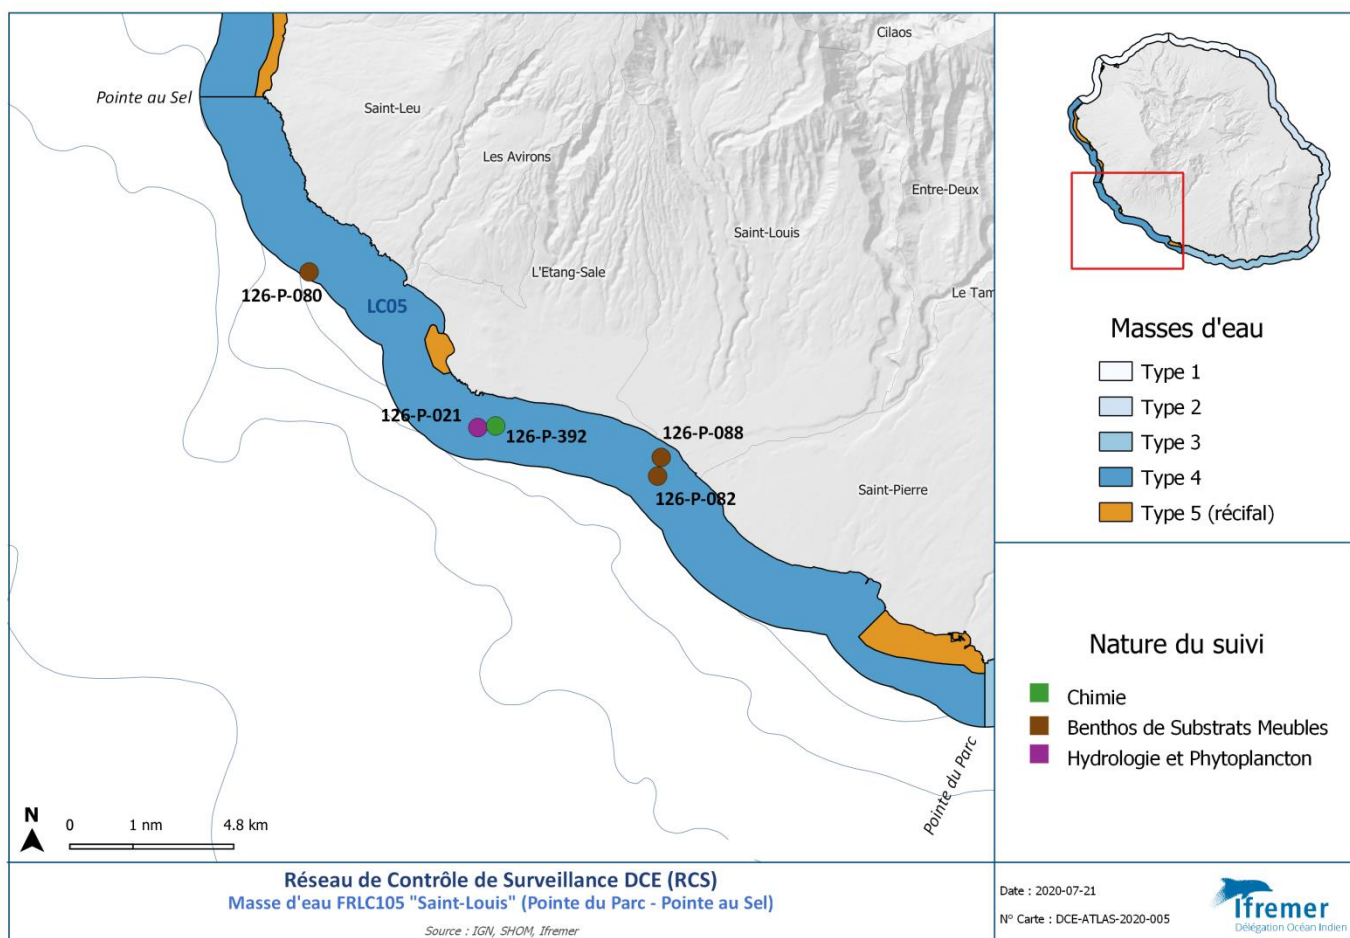 Pointe au Sel
Saint-Leu
Cilaos
Les Avirons
Entre-Deux
Saint-Louis
L'Etang-Sale
Le Tam
126-P-080
LC05
126-P-021
126-P-392
126-P-088
126-P-082
Saint-Pierre
Pointe du Parc
N
0 1 nm 4.8 km
Masses d'eau
Type 1
Type 2
Type 3
Type 4
Type 5 (récifal)
Nature du suivi
Chimie
Benthos de Substrats Meubles
Hydrologie et Phytoplancton
Réseau de Contrôle de Surveillance DCE (RCS)
Masse d'eau FRLC105 "Saint-Louis" (Pointe du Parc - Pointe au Sel)
Source : IGN, SHOM, Ifremer
Date : 2020-07-21
N° Carte : DCE-ATLAS-2020-005
Ifremer
Délégation Océan Indien